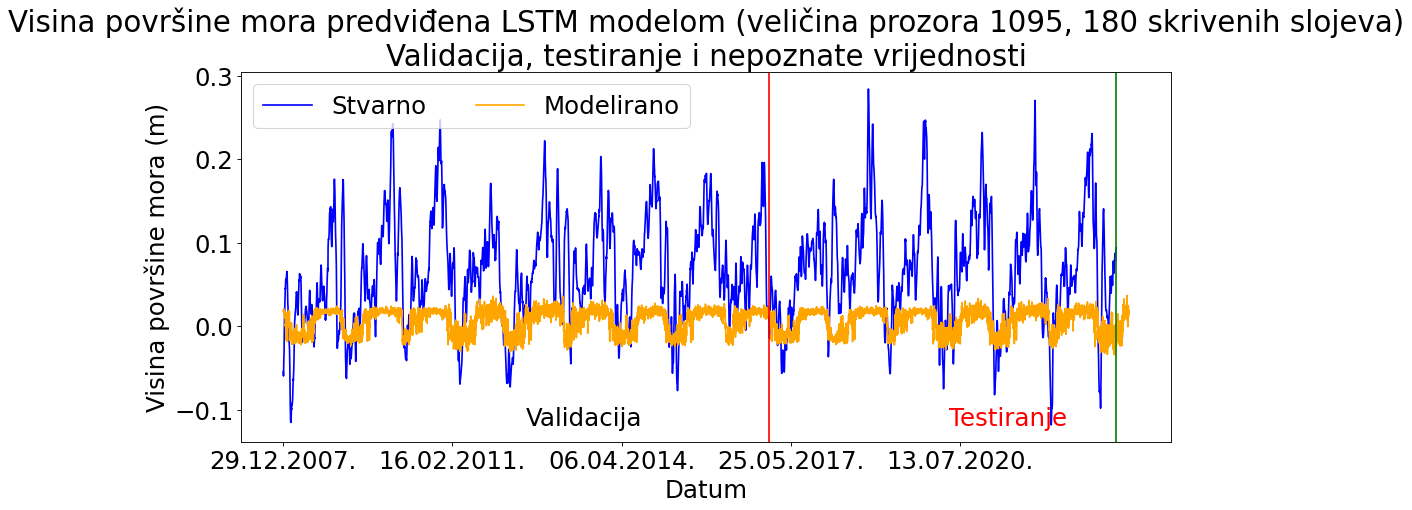 Visina površine mora predviđena LSTM modelom (veličina prozora 1095, 180 skrivenih slojeva)
Validacija, testiranje i nepoznate vrijednosti
Stvarno Modelirano
Visina površine mora (m)
0.3
0.2
0.1
0.0
−0.1
Validacija
Testiranje
29.12.2007. 16.02.2011. 06.04.2014. 25.05.2017. 13.07.2020.
Datum